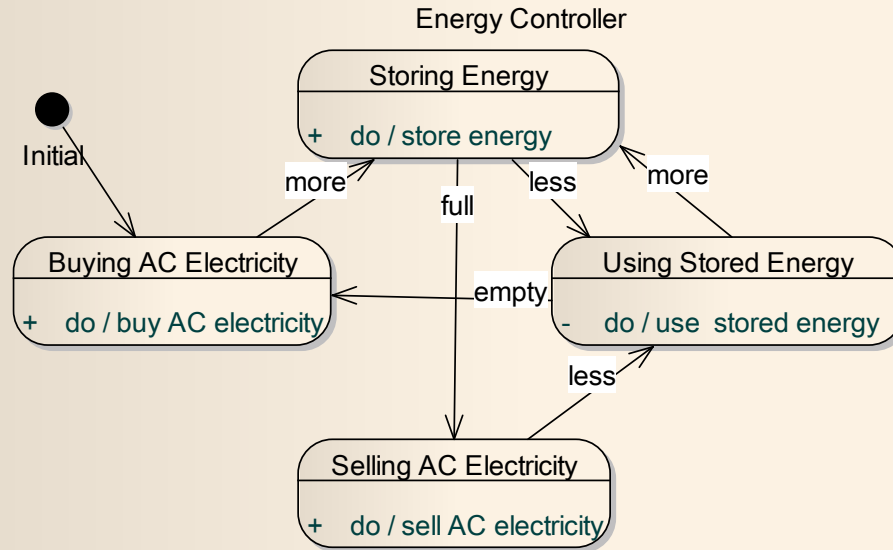 Energy Controller
Storing Energy
+ do / store energy
Initial
more
full
less
more
Buying AC Electricity
+ do / buy AC electricity
empty
Using Stored Energy
- do / use stored energy
less
Selling AC Electricity
+ do / sell AC electricity